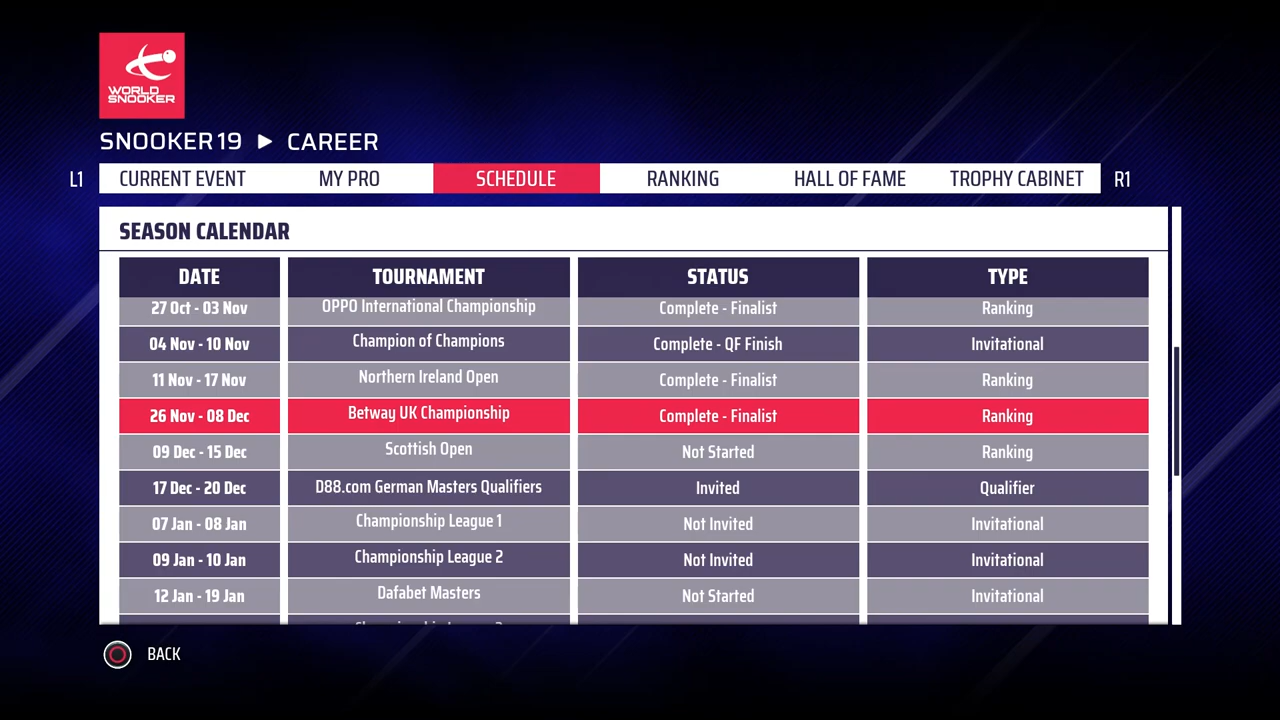 WORLD
SNOOKER
SNOOKER 19 ► CAREER
L1 CURRENT EVENT MY PRO SCHEDULE RANKING HALL OF FAME TROPHY CABINET R1
SEASON CALENDAR
DATE TOURNAMENT STATUS TYPE
27 Oct - 03 Nov OPPO International Championship Complete - Finalist Ranking
04 Nov - 10 Nov Champion of Champions Complete - QF Finish Invitational
11 Nov - 17 Nov Northern Ireland Open Complete - Finalist Ranking
26 Nov - 08 Dec Betway UK Championship Complete - Finalist Ranking
09 Dec - 15 Dec Scottish Open Not Started Ranking
17 Dec - 20 Dec D88.com German Masters Qualifiers Invited Qualifier
07 Jan - 08 Jan Championship League 1 Not Invited Invitational
09 Jan - 10 Jan Championship League 2 Not Invited Invitational
12 Jan - 19 Jan Dafabet Masters Not Started Invitational
BACK